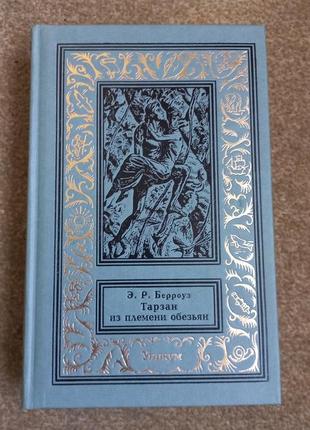 Э. Р. Берроуз
Тарзан
из племени обезьян
Уникум